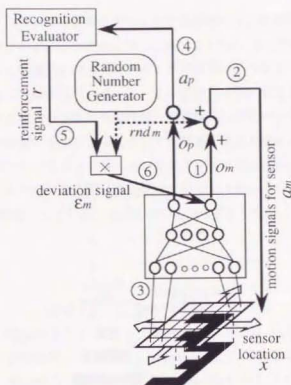 Recognition
Evaluator
④
Random
Number
Generator
a_p
②
+
+
reinforcement
signal r
⑤
rnd_m
o_p
①
o_m
×
⑥
deviation signal
ε_m
motion signals for sensor
a_m
③
sensor
location
x